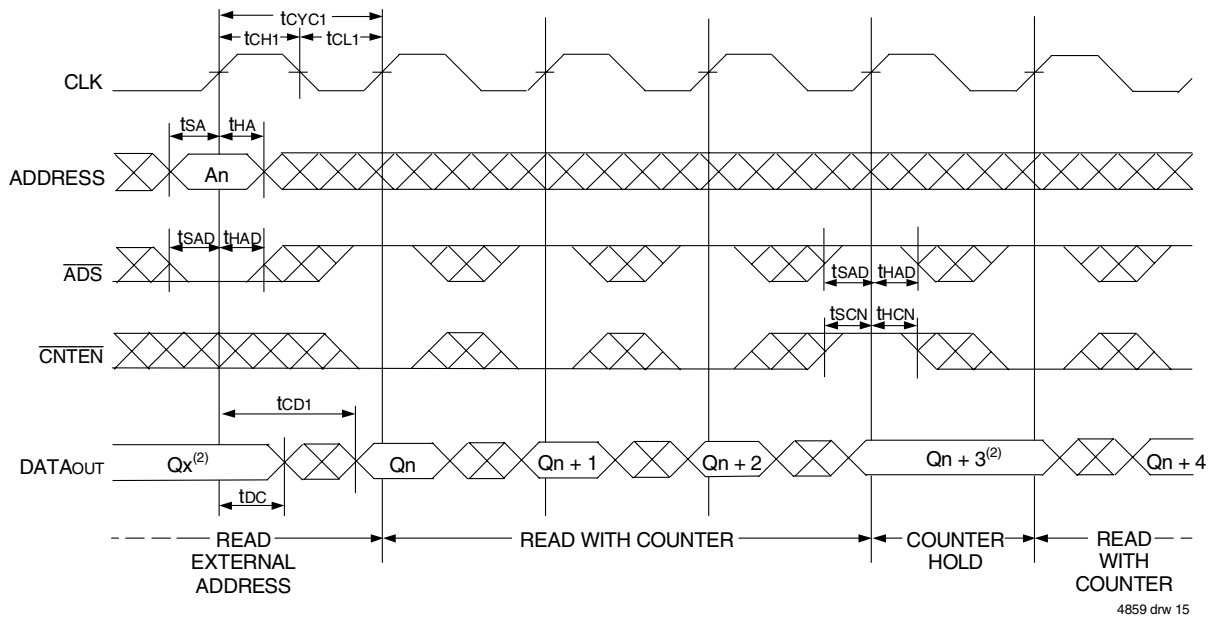 tCYC1
tCH1 tCL1
CLK
tSA tHA
ADDRESS An
tSAD tHAD
ADS
tSAD tHAD
tSCN tHCN
CNTEN
tCD1
DATAOUT Qx(2) Qn Qn + 1 Qn + 2 Qn + 3(2) Qn + 4
tDC
READ EXTERNAL ADDRESS
READ WITH COUNTER
COUNTER HOLD
READ WITH COUNTER
4859 drw 15